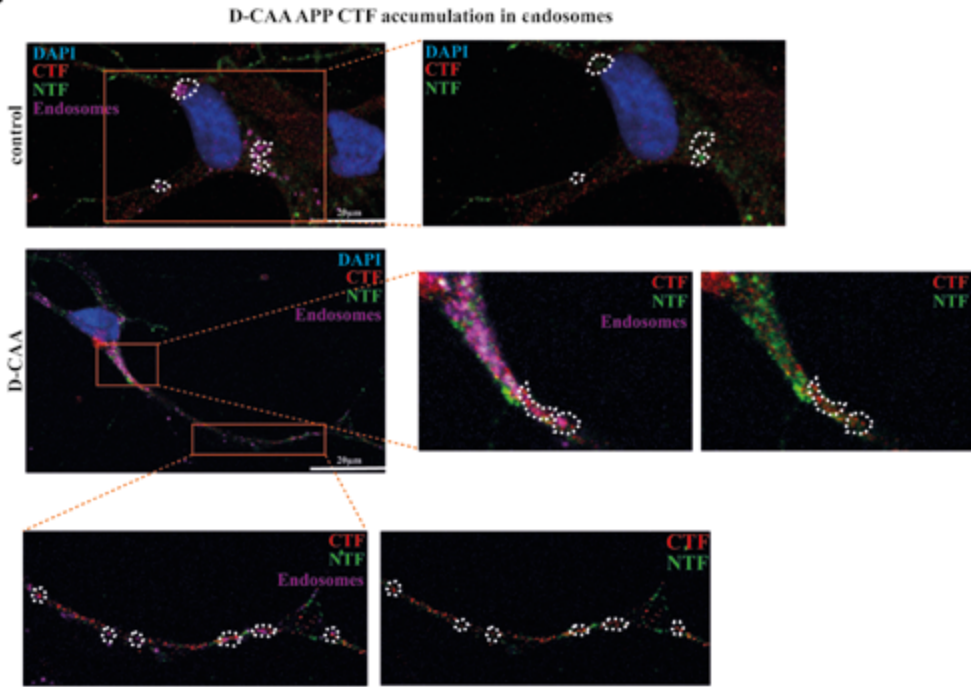 D-CAA APP CTF accumulation in endosomes
control
DAPI
CTF
NTF
Endosomes
20μm
DAPI
CTF
NTF
D-CAA
DAPI
CTF
NTF
Endosomes
20μm
CTF
NTF
Endosomes
CTF
NTF
CTF
NTF
Endosomes
CTF
NTF